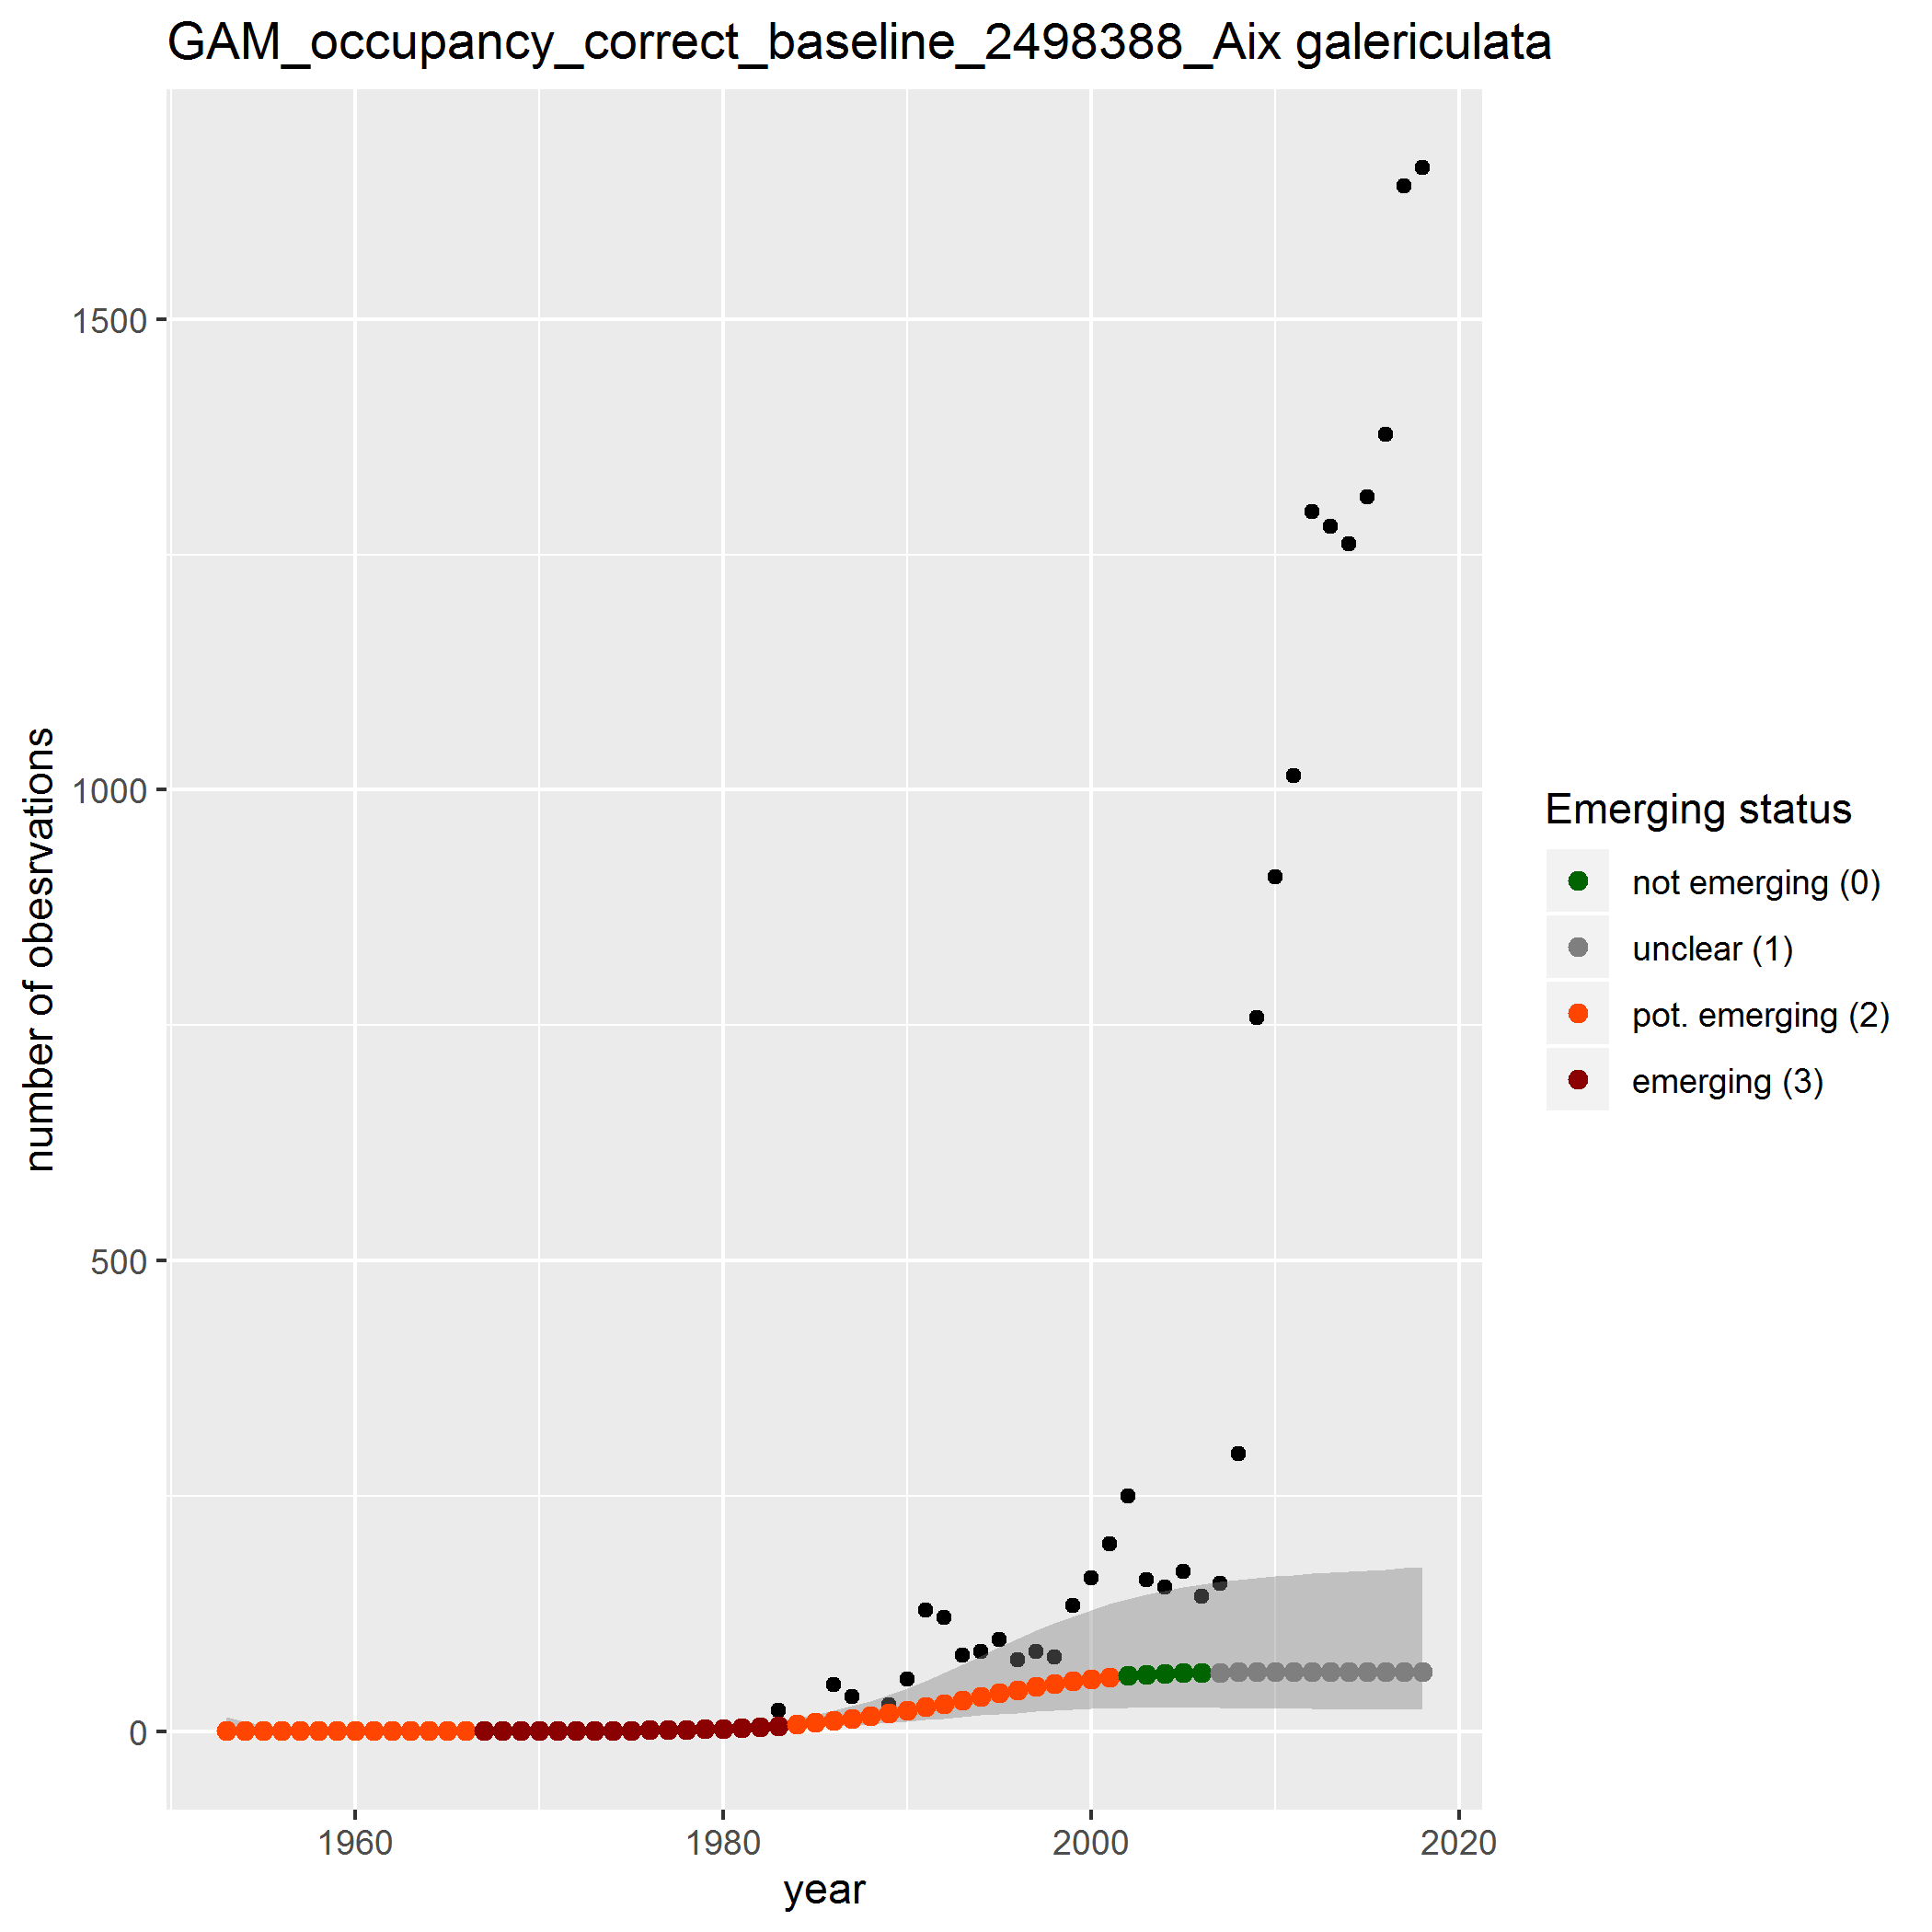 GAM_occupancy_correct_baseline_2498388_Aix galericulata
1500
1000
500
0
number of obesrvations
1960
1980
2000
2020
year
Emerging status
not emerging (0)
unclear (1)
pot. emerging (2)
emerging (3)